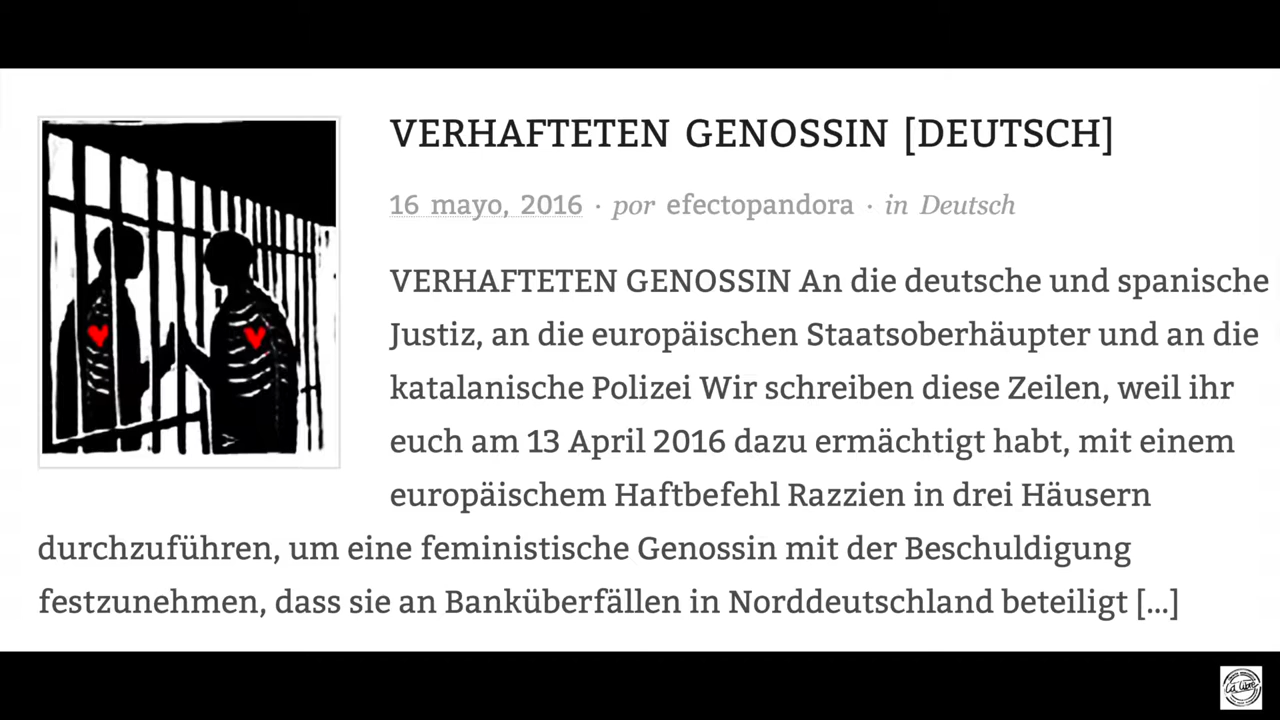 VERHAFTETEN GENOSSIN [DEUTSCH]
16 mayo, 2016 · por efectopandora · in Deutsch
VERHAFTETEN GENOSSIN An die deutsche und spanische
Justiz, an die europäischen Staatsoberhäupter und an die
katalanische Polizei Wir schreiben diese Zeilen, weil ihr
euch am 13 April 2016 dazu ermächtigt habt, mit einem
europäischem Haftbefehl Razzien in drei Häusern
durchzuführen, um eine feministische Genossin mit der Beschuldigung
festzunehmen, dass sie an Banküberfällen in Norddeutschland beteiligt [...]